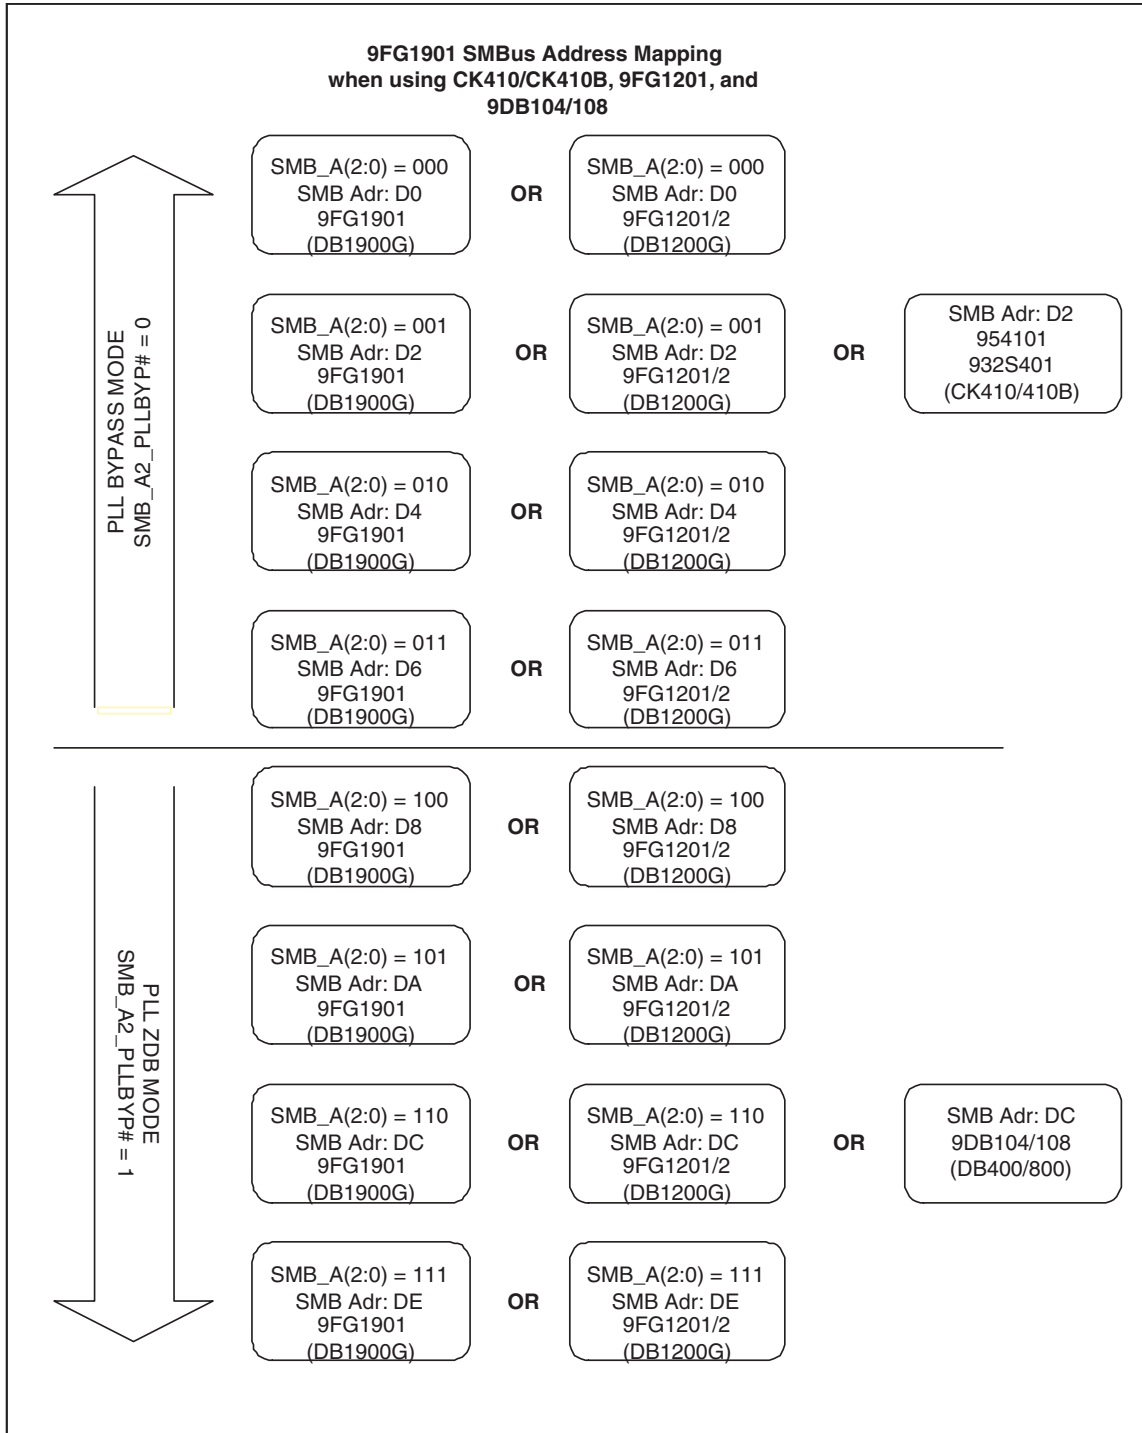 9FG1901 SMBus Address Mapping
when using CK410/CK410B, 9FG1201, and
9DB104/108
PLL BYPASS MODE
SMB_A2_PLLBYP# = 0
SMB_A(2:0) = 000
SMB Adr: D0
9FG1901
(DB1900G)
OR
SMB_A(2:0) = 000
SMB Adr: D0
9FG1201/2
(DB1200G)
SMB_A(2:0) = 001
SMB Adr: D2
9FG1901
(DB1900G)
OR
SMB_A(2:0) = 001
SMB Adr: D2
9FG1201/2
(DB1200G)
OR
SMB Adr: D2
954101
932S401
(CK410/410B)
SMB_A(2:0) = 010
SMB Adr: D4
9FG1901
(DB1900G)
OR
SMB_A(2:0) = 010
SMB Adr: D4
9FG1201/2
(DB1200G)
SMB_A(2:0) = 011
SMB Adr: D6
9FG1901
(DB1900G)
OR
SMB_A(2:0) = 011
SMB Adr: D6
9FG1201/2
(DB1200G)
PLL ZDB MODE
SMB_A2_PLLBYP# = 1
SMB_A(2:0) = 100
SMB Adr: D8
9FG1901
(DB1900G)
OR
SMB_A(2:0) = 100
SMB Adr: D8
9FG1201/2
(DB1200G)
SMB_A(2:0) = 101
SMB Adr: DA
9FG1901
(DB1900G)
OR
SMB_A(2:0) = 101
SMB Adr: DA
9FG1201/2
(DB1200G)
SMB_A(2:0) = 110
SMB Adr: DC
9FG1901
(DB1900G)
OR
SMB_A(2:0) = 110
SMB Adr: DC
9FG1201/2
(DB1200G)
OR
SMB Adr: DC
9DB104/108
(DB400/800)
SMB_A(2:0) = 111
SMB Adr: DE
9FG1901
(DB1900G)
OR
SMB_A(2:0) = 111
SMB Adr: DE
9FG1201/2
(DB1200G)